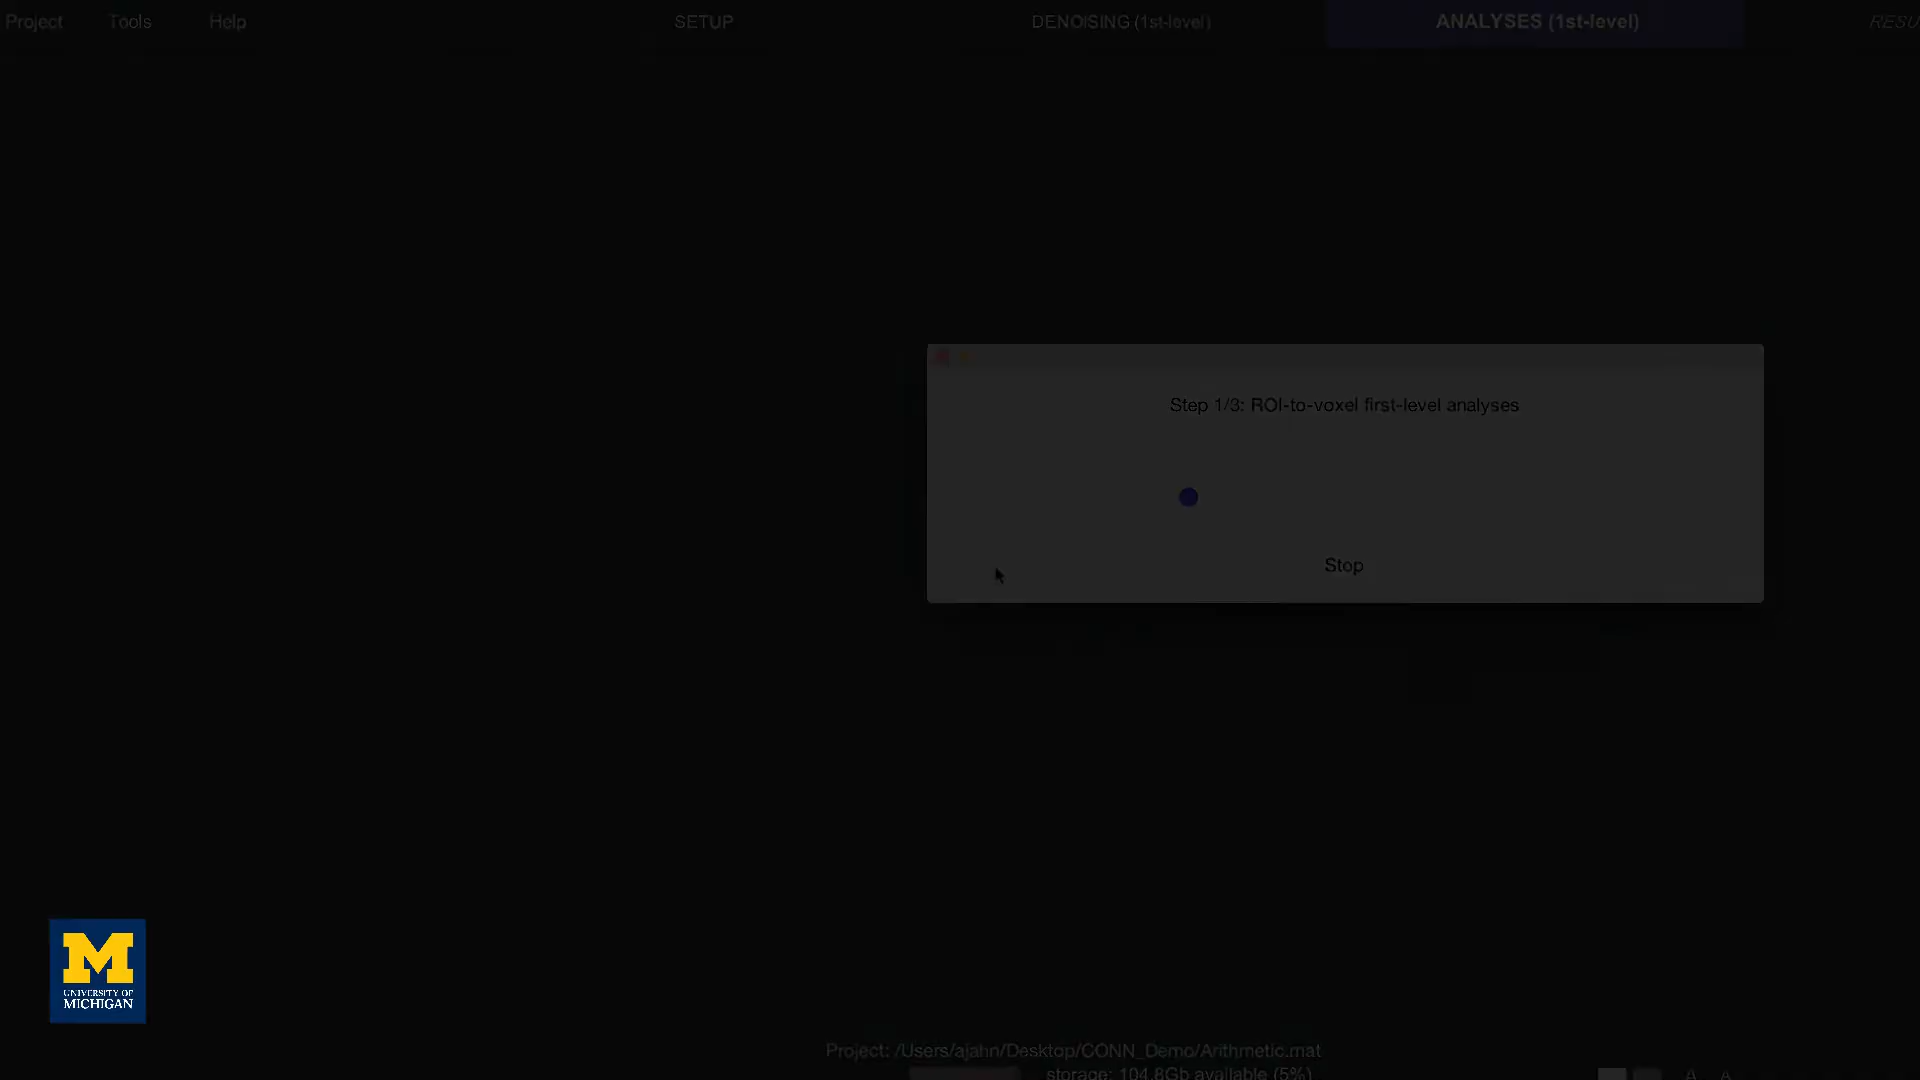 Project
Tools
Help
SETUP
DENOISING (1st-level)
ANALYSES (1st-level)
RESU
Step 1/3: ROI-to-voxel first-level analyses
Stop
UNIVERSITY OF
MICHIGAN
Project: /Users/ajahn/Desktop/CONN_Demo/Arithmetic.mat
storage: 104.8Gb available (5%)
A A